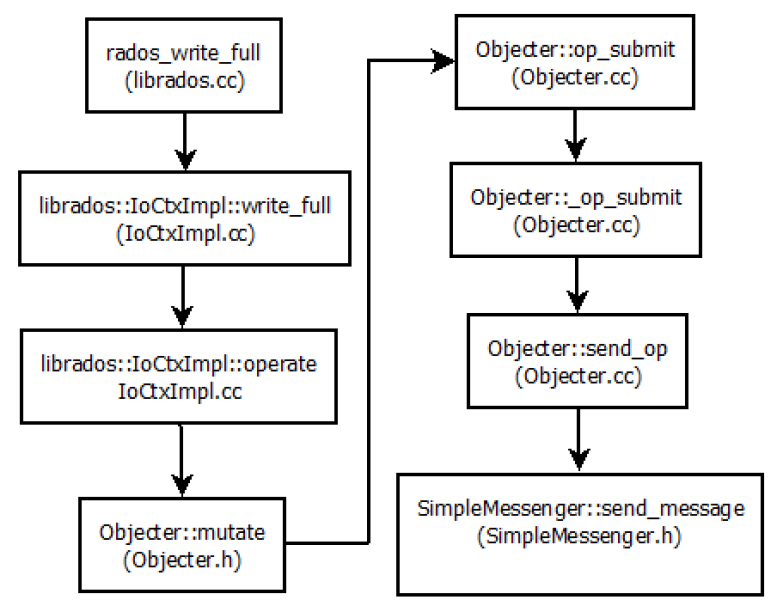 rados_write_full
(librados.cc)
librados::IoCtxImpl::write_full
(IoCtxImpl.cc)
librados::IoCtxImpl::operate
IoCtxImpl.cc
Objecter::mutate
(Objecter.h)
Objecter::op_submit
(Objecter.cc)
Objecter::_op_submit
(Objecter.cc)
Objecter::send_op
(Objecter.cc)
SimpleMessenger::send_message
(SimpleMessenger.h)